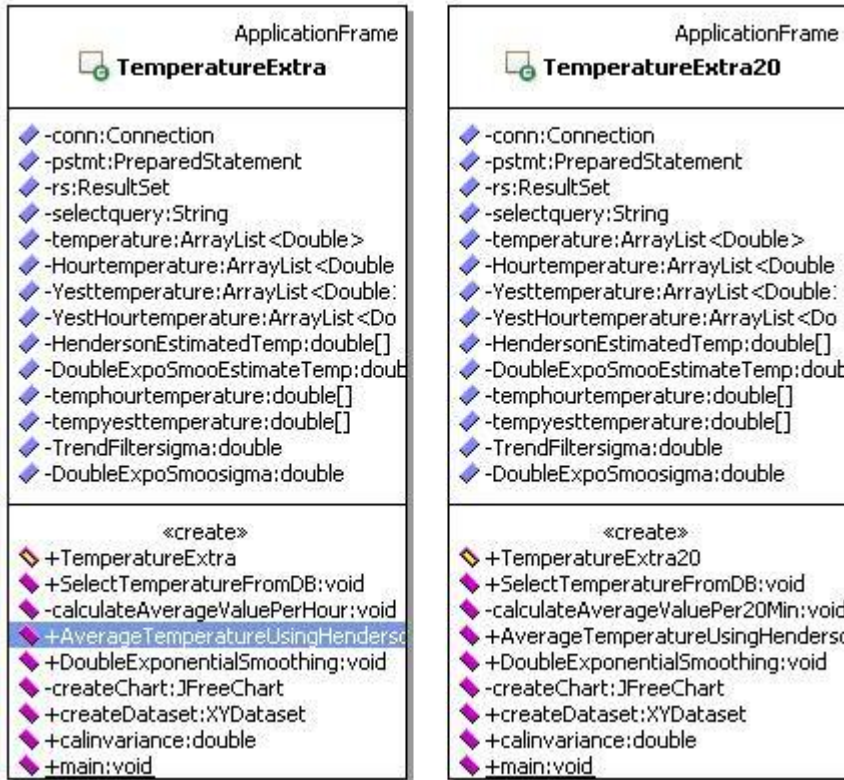 ApplicationFrame
TemperatureExtra
-conn:Connection
-pstmt:PreparedStatement
-rs:ResultSet
-selectquery:String
-temperature:ArrayList<Double>
-Hourtemperature:ArrayList<Double
-Yesttemperature:ArrayList<Double:
-YestHourtemperature:ArrayList<Do
-HendersonEstimatedTemp:double[]
-DoubleExpoSmooEstimateTemp:doub
-temphourtemperature:double[]
-tempyesttemperature:double[]
-TrendFiltersigma:double
-DoubleExpoSmoosigma:double
«create»
+TemperatureExtra
+SelectTemperatureFromDB:void
-calculateAverageValuePerHour:void
+AverageTemperatureUsingHenderso
+DoubleExponentialSmoothing:void
-createChart:JFreeChart
+createDataset:XYDataset
+calinvariance:double
+main:void
ApplicationFrame
TemperatureExtra20
-conn:Connection
-pstmt:PreparedStatement
-rs:ResultSet
-selectquery:String
-temperature:ArrayList<Double>
-Hourtemperature:ArrayList<Double
-Yesttemperature:ArrayList<Double:
-YestHourtemperature:ArrayList<Do
-HendersonEstimatedTemp:double[]
-DoubleExpoSmooEstimateTemp:doub
-temphourtemperature:double[]
-tempyesttemperature:double[]
-TrendFiltersigma:double
-DoubleExpoSmoosigma:double
«create»
+TemperatureExtra20
+SelectTemperatureFromDB:void
-calculateAverageValuePer20Min:void
+AverageTemperatureUsingHenderso
+DoubleExponentialSmoothing:void
-createChart:JFreeChart
+createDataset:XYDataset
+calinvariance:double
+main:void